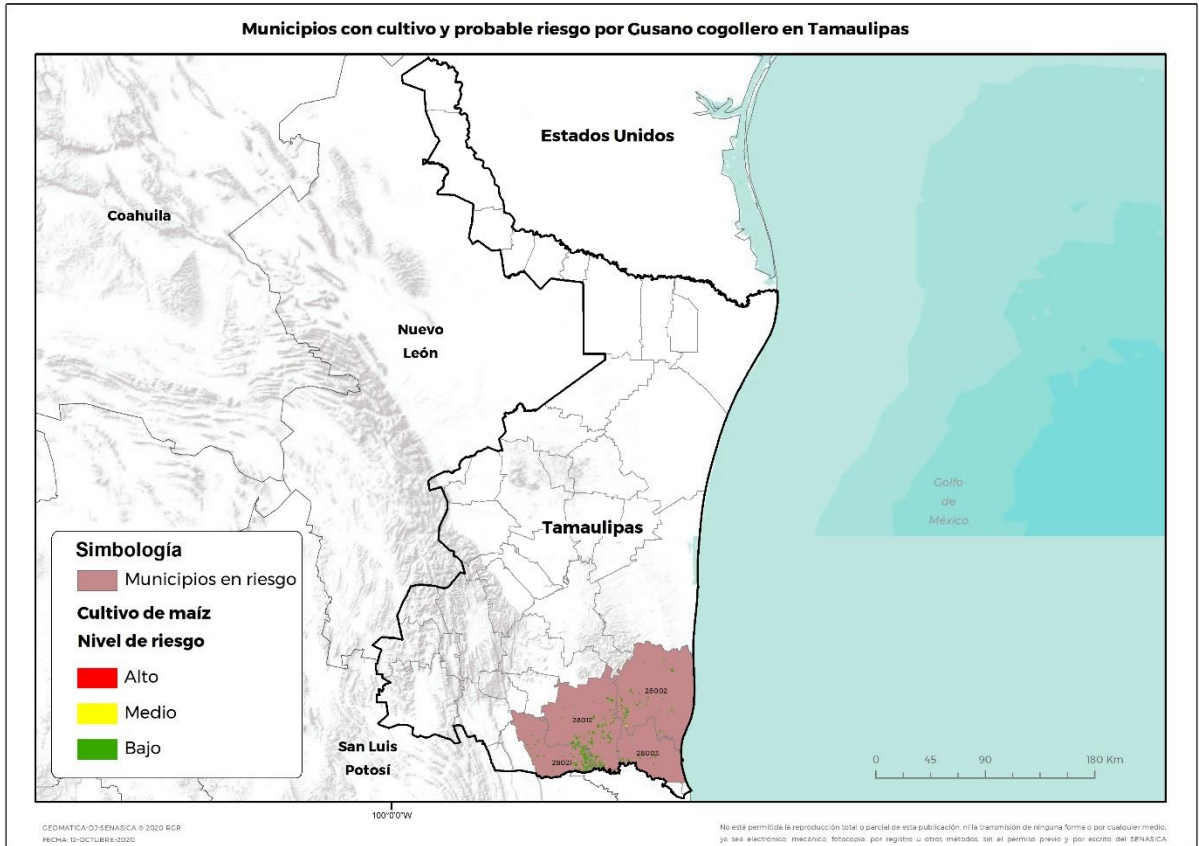 Municipios con cultivo y probable riesgo por Gusano cogollero en Tamaulipas
Estados Unidos
Coahuila
Nuevo
León
Golfo
de
México
Tamaulipas
Simbología
Municipios en riesgo
Cultivo de maíz
Nivel de riesgo
Alto
Medio
Bajo
28002
28012
28003
28021
San Luis
Potosí
0 45 90 180 Km
100°0'0"W
GEOMATICA-DJ-SENASICA © 2020 RGR
FECHA: 12-OCTUBRE-2020
No está permitida la reproducción total o parcial de esta publicación, ni la transmisión de ninguna forma o por cualquier medio,
ya sea electrónico, mecánico, fotocopia, por registro u otros métodos, sin el permiso previo y por escrito del SENASICA.